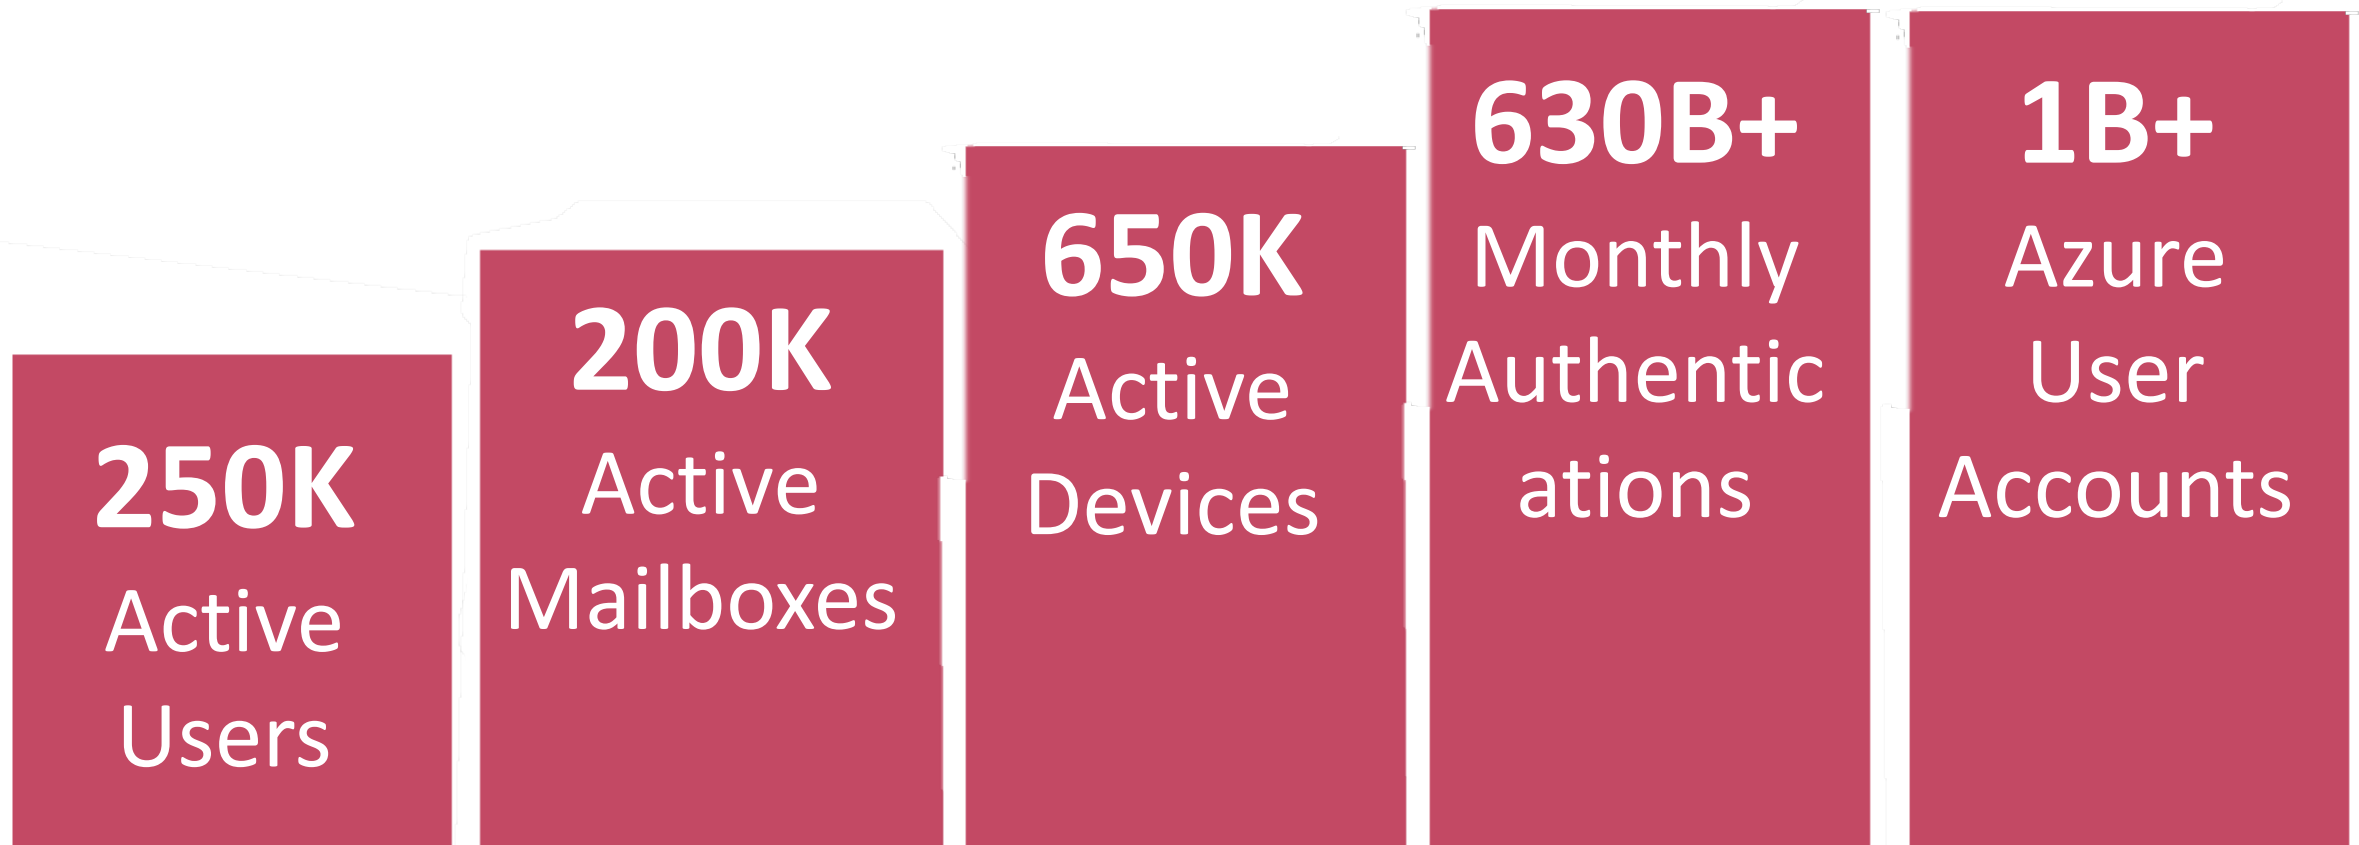 250K
Active
Users
200K
Active
Mailboxes
650K
Active
Devices
630B+
Monthly
Authentic
ations
1B+
Azure
User
Accounts